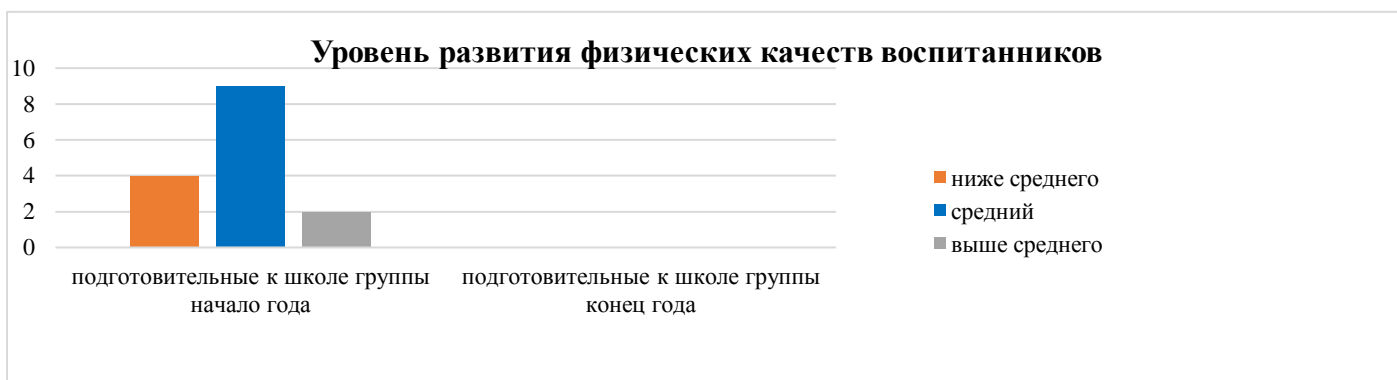 Уровень развития физических качеств воспитанников
10
8
6
4
2
0
подготовительные к школе группы
начало года
подготовительные к школе группы
конец года
ниже среднего
средний
выше среднего